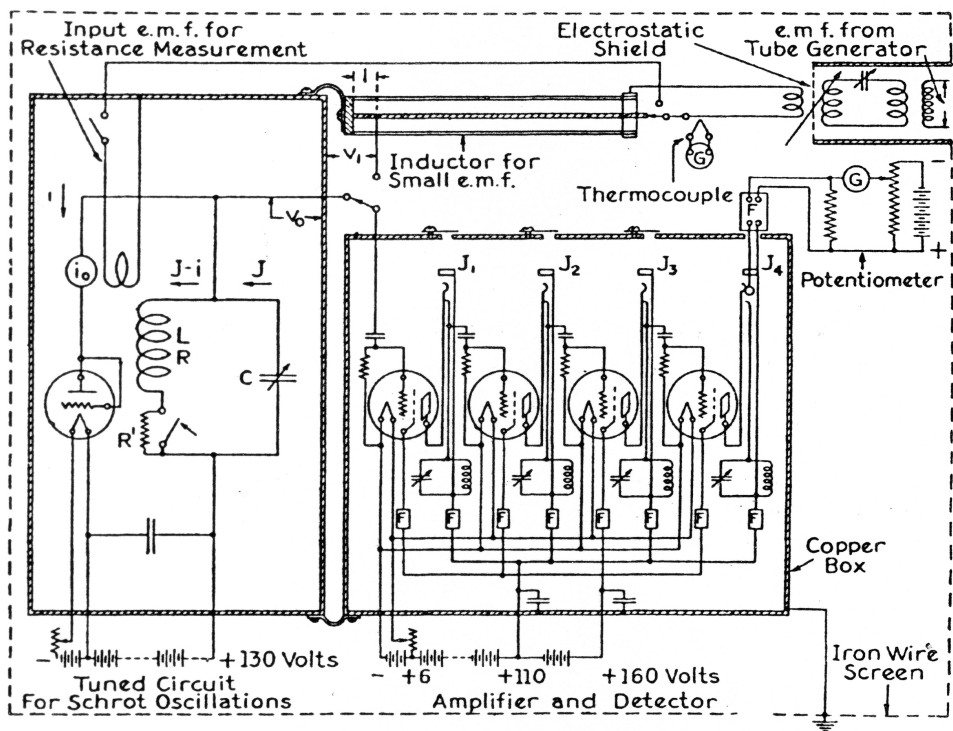 Input e.m.f. for
Resistance Measurement
Electrostatic
Shield
e.m f. from
Tube Generator
l
V₁
Inductor for
Small e.m.f.
G
Thermocouple
F
G
-
+
Potentiometer
i
V₀
i₀
J-i
J
L
R
C
R'
J₁
J₂
J₃
J₄
F
F
F
F
F
F
F
F
Copper
Box
- +130 Volts
Tuned Circuit
For Schrot Oscillations
- +6 +110 +160 Volts
Amplifier and Detector
Iron Wire
Screen